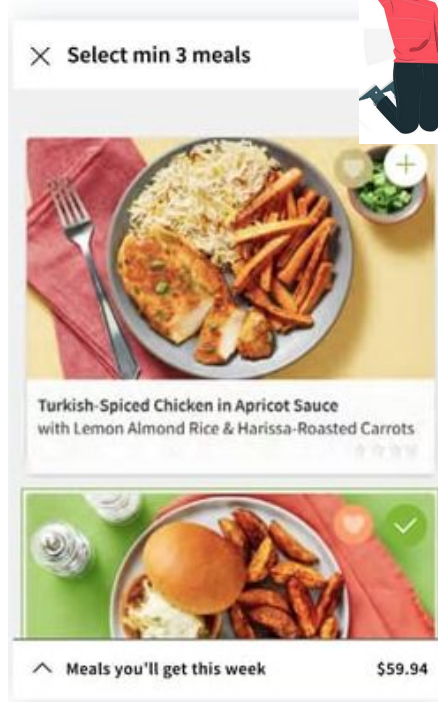 Select min 3 meals
Turkish-Spiced Chicken in Apricot Sauce
with Lemon Almond Rice & Harissa-Roasted Carrots
Meals you'll get this week $59.94